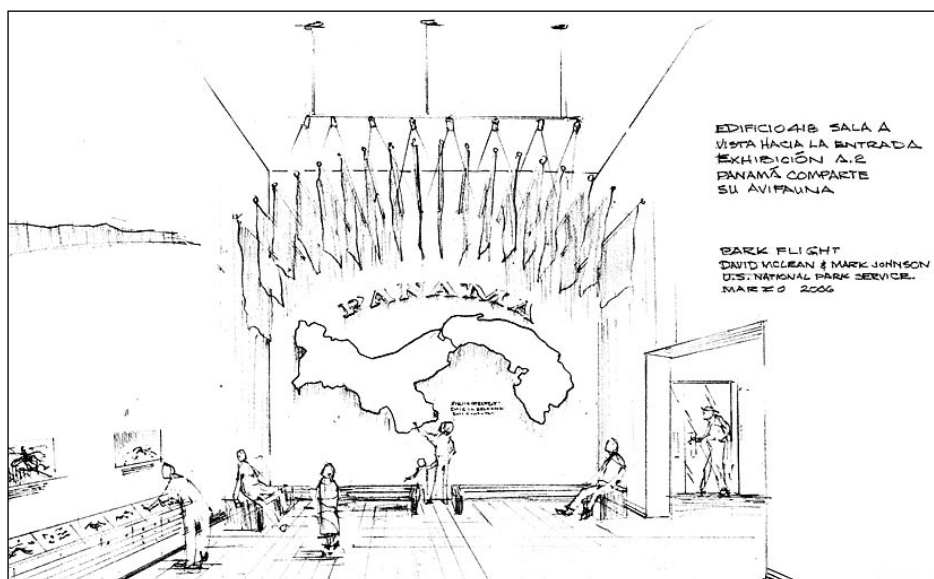 PANAMA
EDIFICIO 41B SALA A
VISTA HACIA LA ENTRADA
EXHIBICIÓN A.2
PANAMÁ COMPARTE
SU AVIFAUNA
PARK FLIGHT
DAVID MCLEAN & MARK JOHNSON
U.S. NATIONAL PARK SERVICE
MARZO 2006